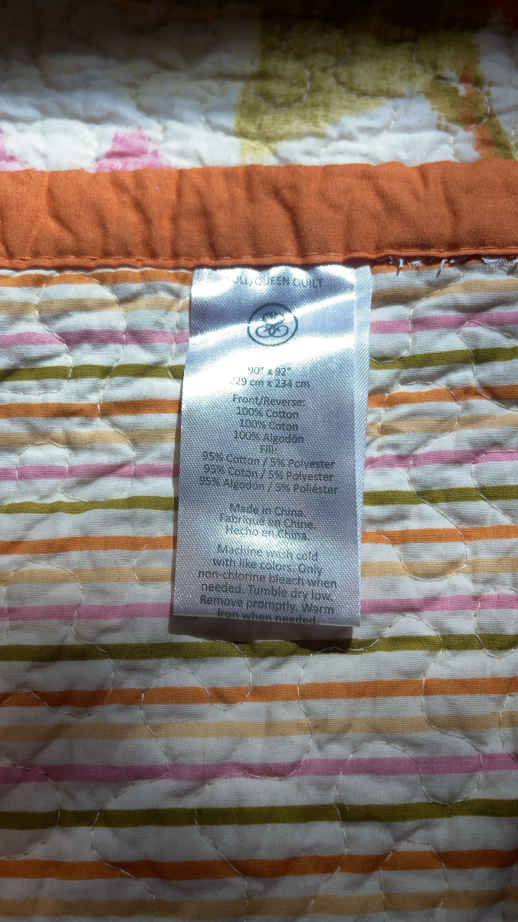 FULL/QUEEN QUILT
90" x 92"
229 cm x 234 cm
Front/Reverse:
100% Cotton
100% Coton
100% Algodón
Fill:
95% Cotton / 5% Polyester
95% Coton / 5% Polyester
95% Algodón / 5% Poliéster
Made in China.
Fabriqué en Chine.
Hecho en China.
Machine wash cold
with like colors. Only
non-chlorine bleach when
needed. Tumble dry low.
Remove promptly. Warm
iron when needed.